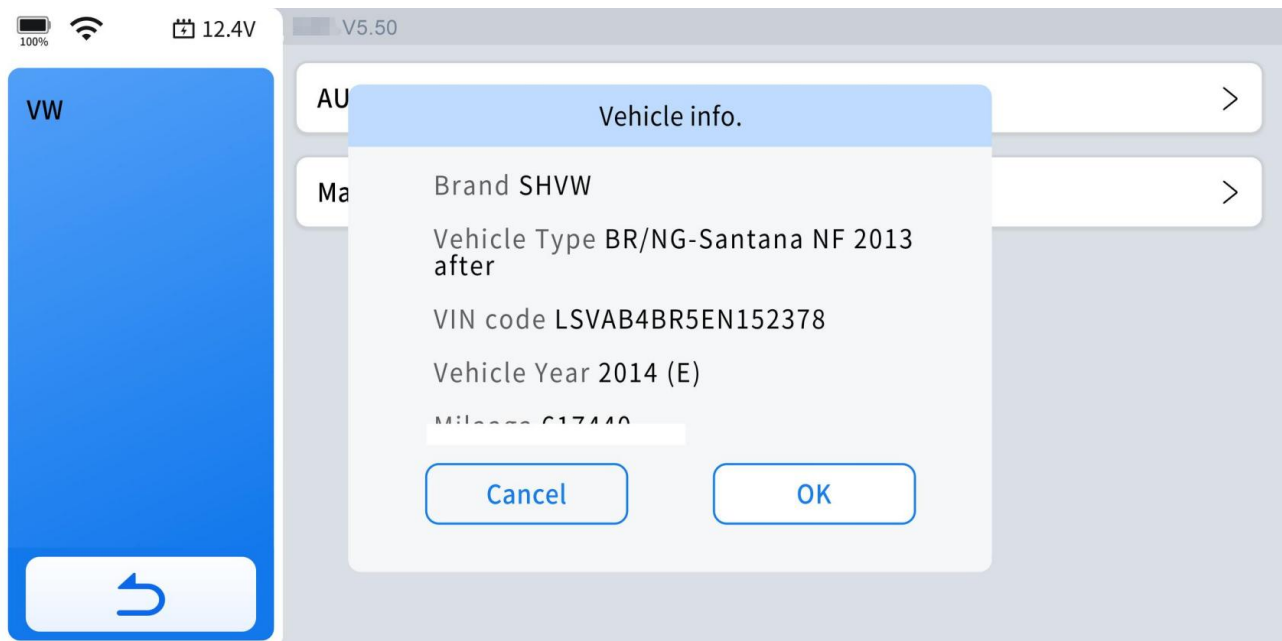 100%
12.4V
V5.50
VW
AU
Ma
Vehicle info.
Brand SHVW
Vehicle Type BR/NG-Santana NF 2013
after
VIN code LSVAB4BR5EN152378
Vehicle Year 2014 (E)
Mileage
Cancel
OK